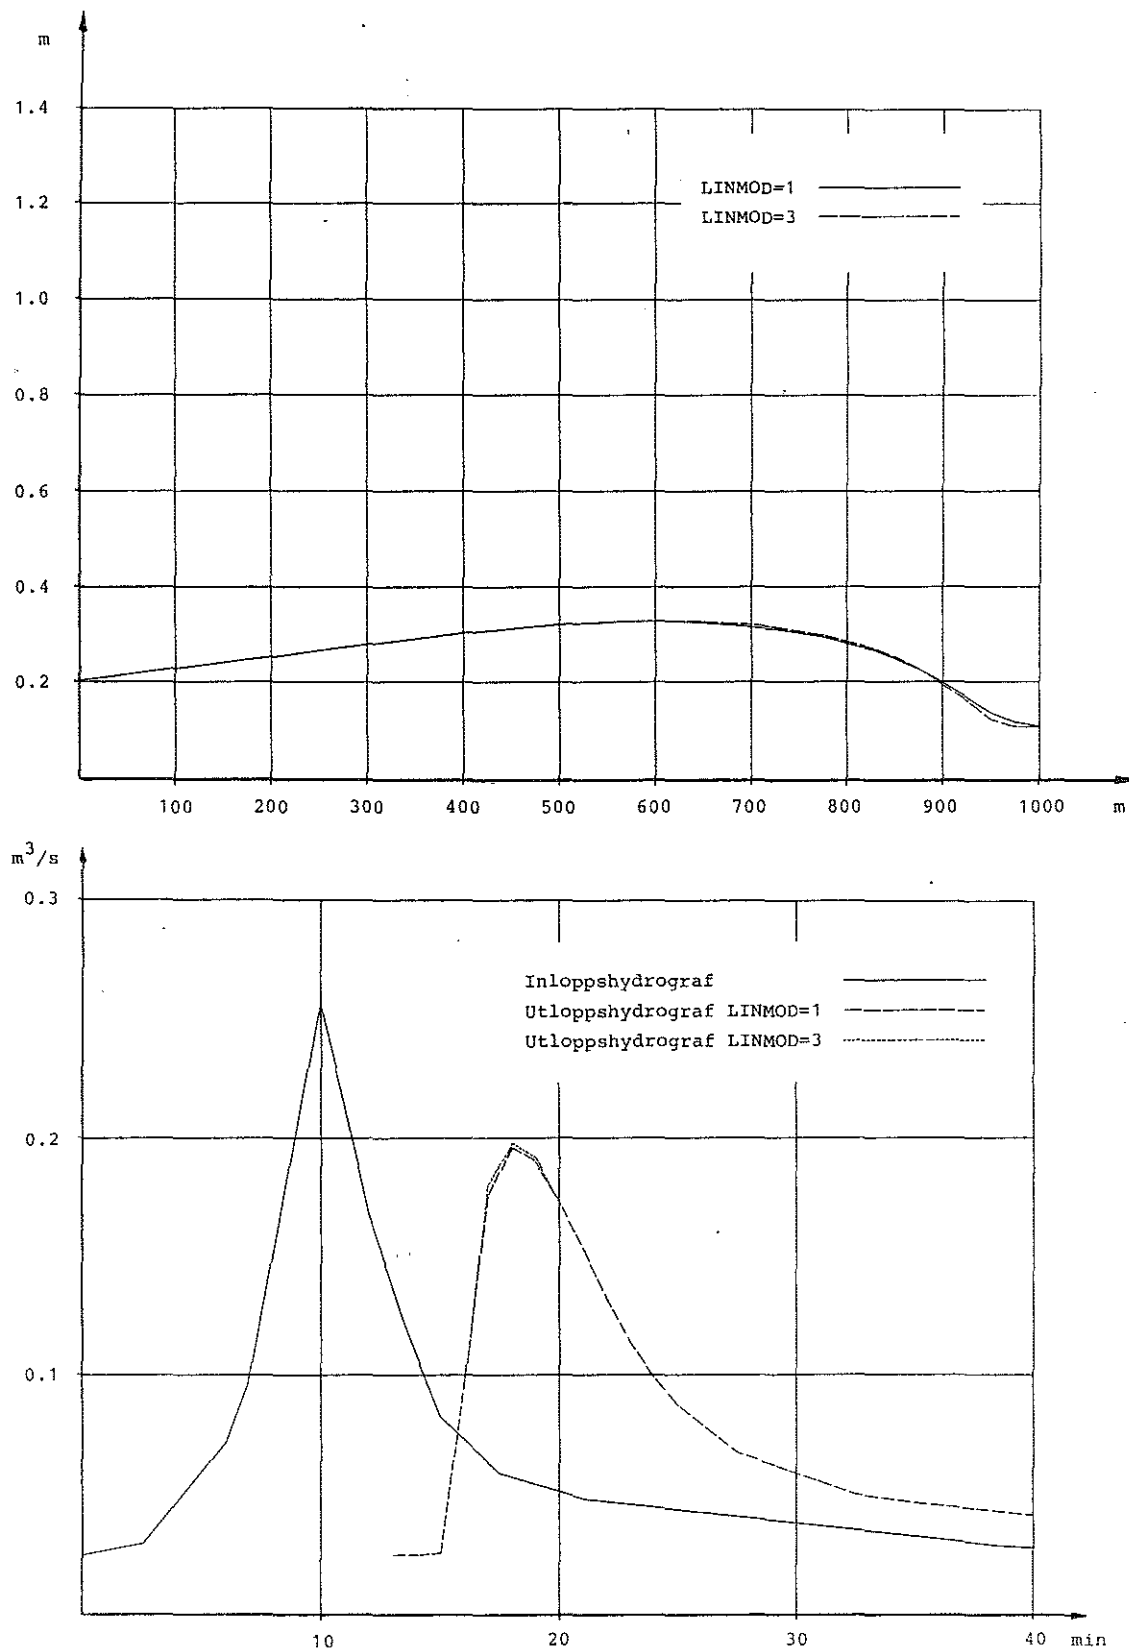 m
1.4
1.2
1.0
0.8
0.6
0.4
0.2
LINMOD=1
LINMOD=3
100 200 300 400 500 600 700 800 900 1000 m
m³/s
0.3
0.2
0.1
Inloppshydrograf
Utloppshydrograf LINMOD=1
Utloppshydrograf LINMOD=3
10 20 30 40 min